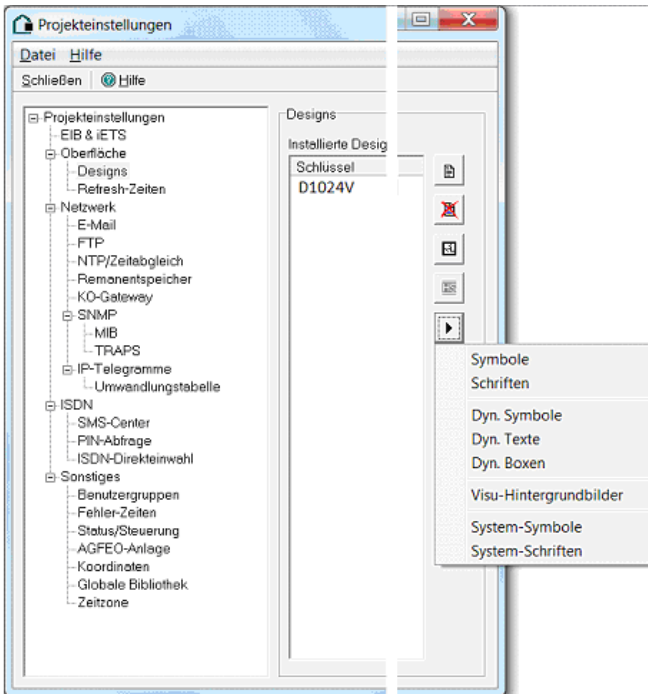 Projekteinstellungen
Datei Hilfe
Schließen Hilfe
Projekteinstellungen
EIB & iETS
Oberfläche
Designs
Refresh-Zeiten
Netzwerk
E-Mail
FTP
NTP/Zeitabgleich
Remanentspeicher
KO-Gateway
SNMP
MIB
TRAPS
IP-Telegramme
Umwandlungstabelle
ISDN
SMS-Center
PIN-Abfrage
ISDN-Direkteinwahl
Sonstiges
Benutzergruppen
Fehler-Zeiten
Status/Steuerung
AGFEO-Anlage
Koordinaten
Globale Bibliothek
Zeitzone
Designs
Installierte Desig
Schlüssel
D1024V
Symbole
Schriften
Dyn. Symbole
Dyn. Texte
Dyn. Boxen
Visu-Hintergrundbilder
System-Symbole
System-Schriften